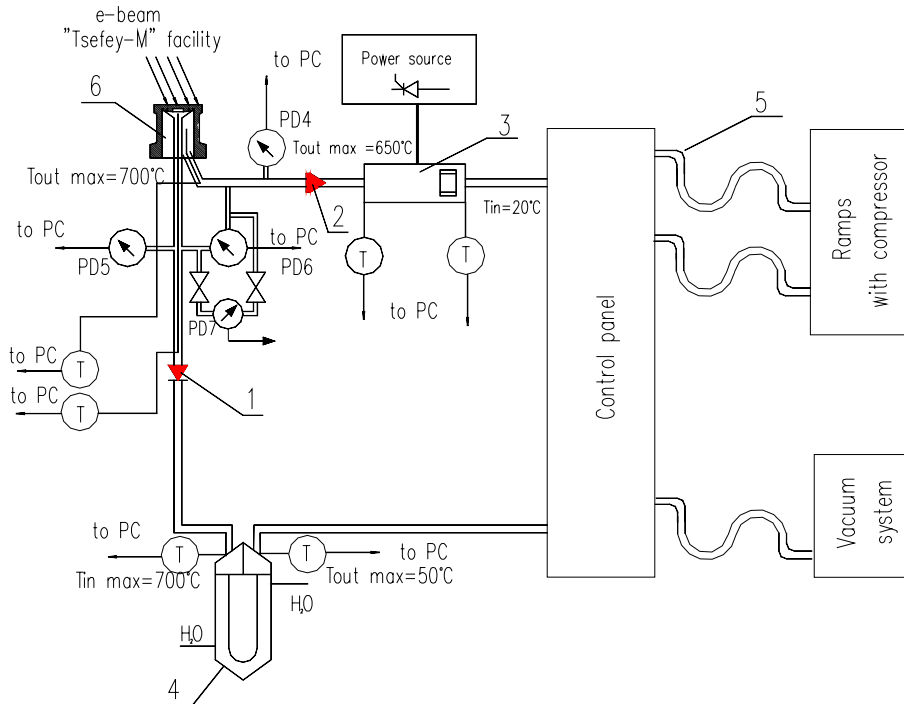 e-beam
"Tsefey-M" facility
6
to PC
PD4
Power source
Tout max =650°C
3
5
Tout max=700°C
2
Tin=20°C
to PC
PD5
to PC
PD6
T
T
to PC
PD7
Ramps
with compressor
Control panel
to PC
T
to PC
T
1
to PC
T
T
to PC
Tin max=700°C
Tout max=50°C
H₂O
H₂O
4
Vacuum
system